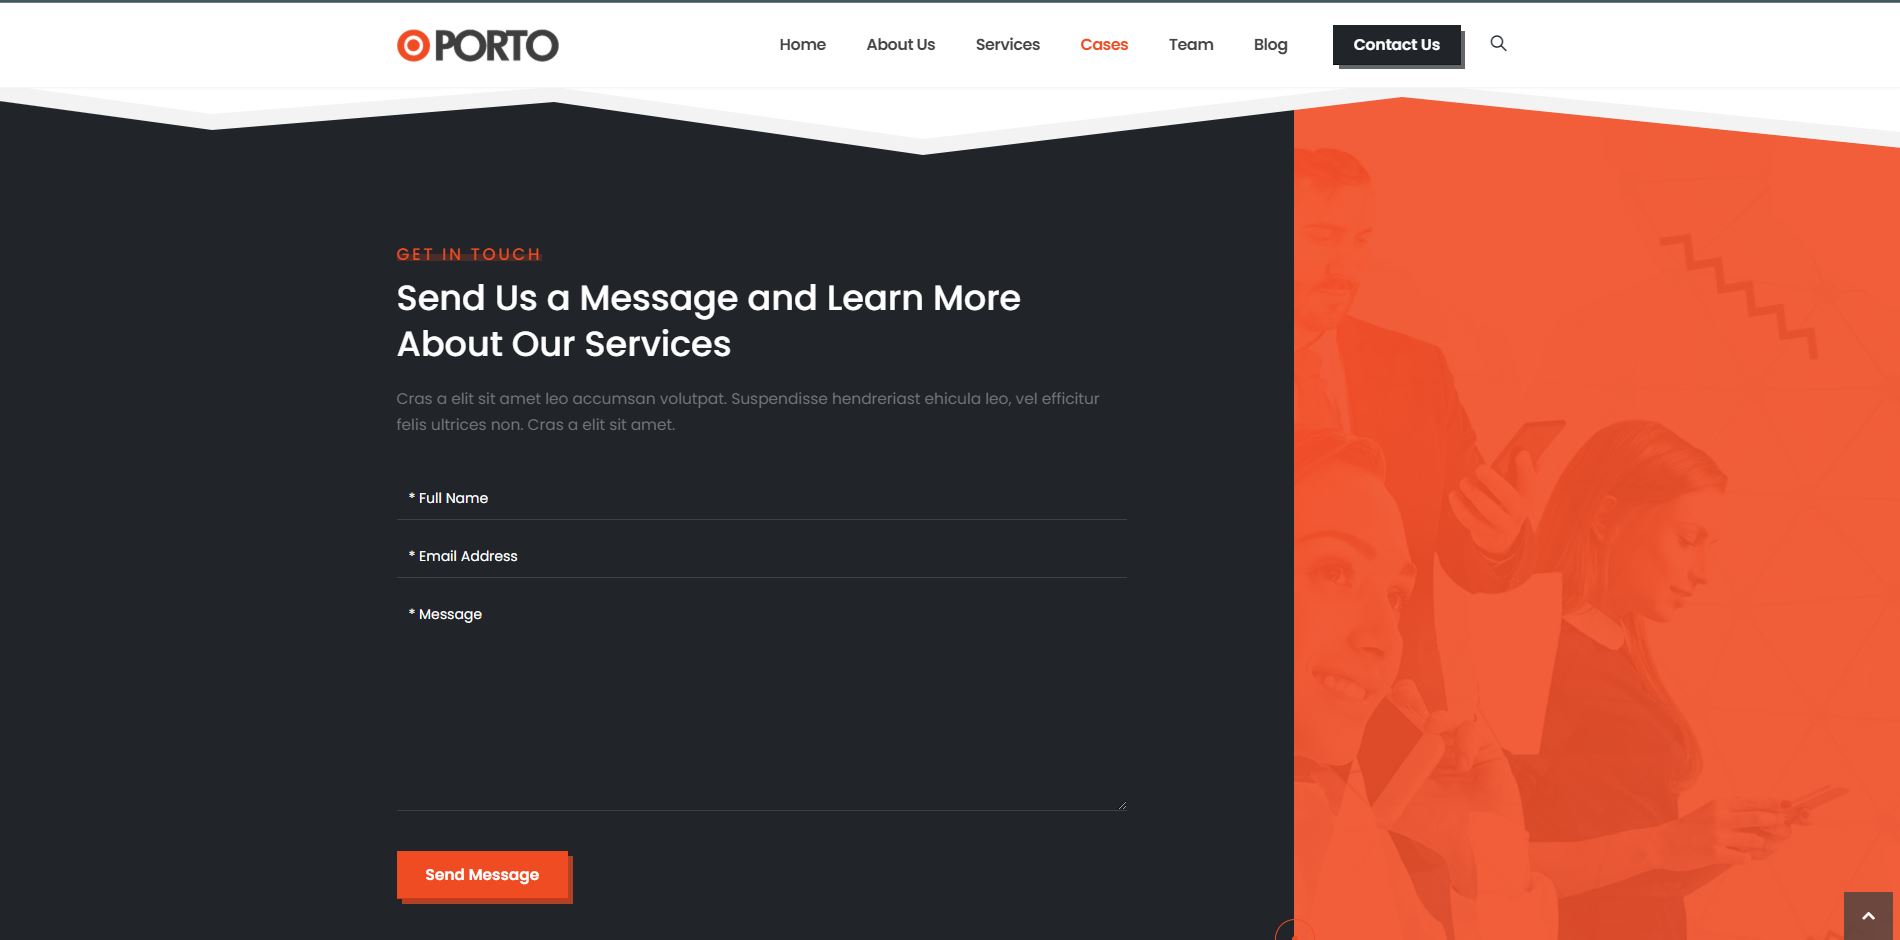 PORTO
Home
About Us
Services
Cases
Team
Blog
Contact Us
GET IN TOUCH
Send Us a Message and Learn More
About Our Services
Cras a elit sit amet leo accumsan volutpat. Suspendisse hendreriast ehicula leo, vel efficitur
felis ultrices non. Cras a elit sit amet.
* Full Name
* Email Address
* Message
Send Message